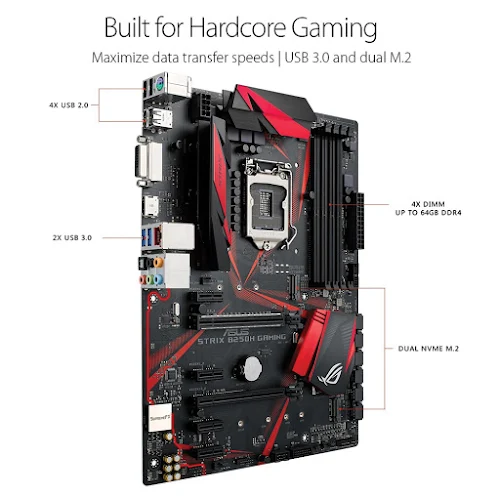 Built for Hardcore Gaming
Maximize data transfer speeds | USB 3.0 and dual M.2
4X USB 2.0
4X DIMM
UP TO 64GB DDR4
2X USB 3.0
ASUS
STRIX B250H GAMING
DUAL NVME M.2
SupremeFX